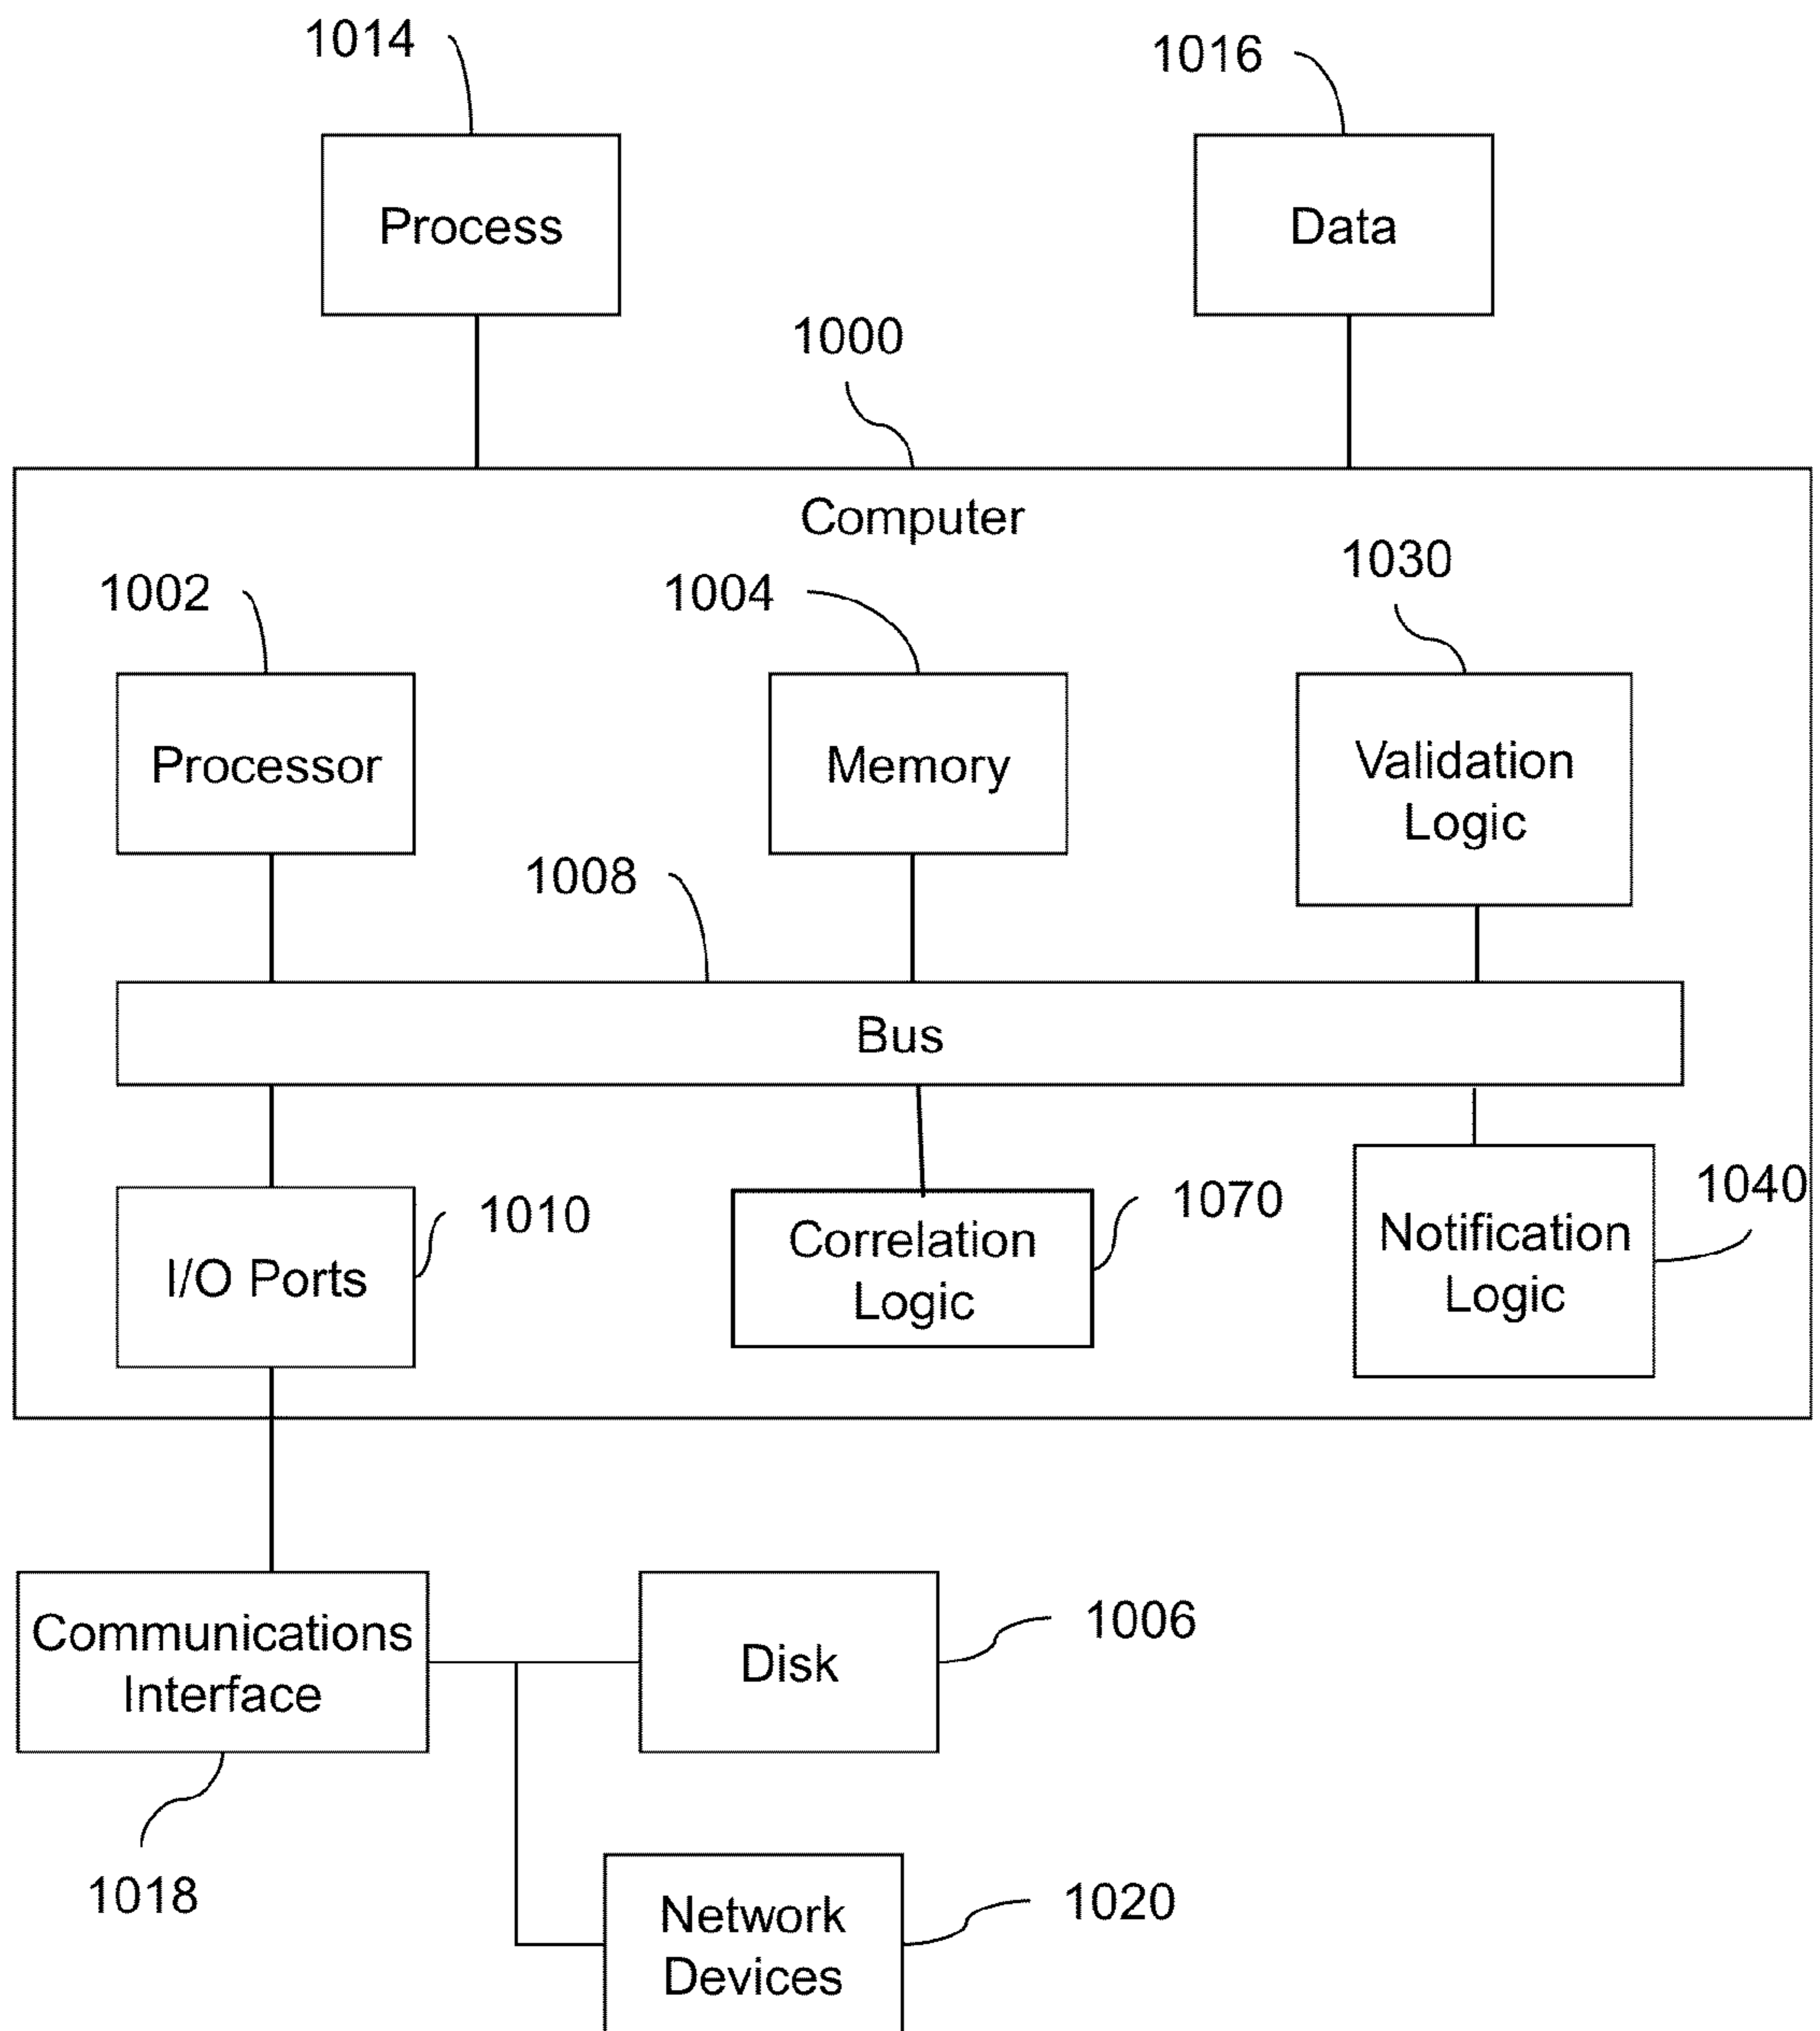 1014
1016
Process
Data
1000
Computer
1002
1004
1030
Processor
Memory
Validation
Logic
1008
Bus
1010
1070
1040
I/O Ports
Correlation
Logic
Notification
Logic
Communications
Interface
Disk
1006
1018
Network
Devices
1020